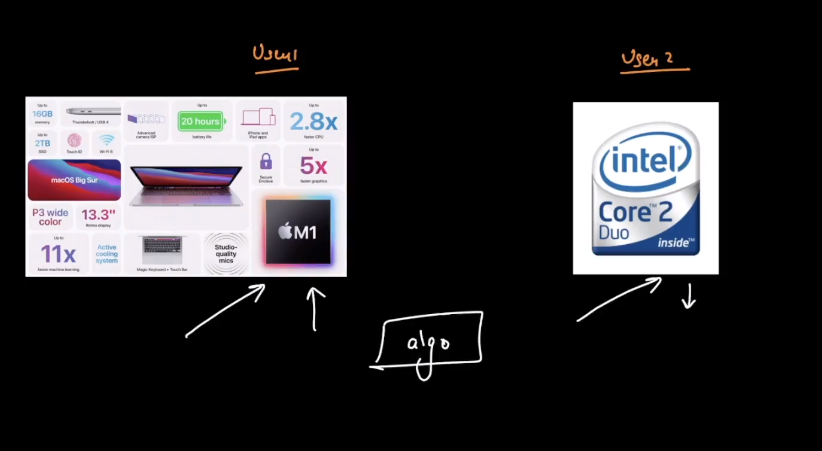 User1
User 2
Up to
16GB
memory
Thunderbolt / USB 4
Advanced
camera ISP
Up to
20 hours
battery life
iPhone and
iPad apps
Up to
2.8x
faster CPU
Up to
2TB
SSD
Touch ID
Wi-Fi 6
macOS Big Sur
Secure
Enclave
Up to
5x
faster graphics
P3 wide
color
13.3"
Retina display
M1
Up to
11x
faster machine learning
Active
cooling
system
Magic Keyboard + Touch Bar
Studio-
quality
mics
intel
Core™ 2
Duo
inside™
algo